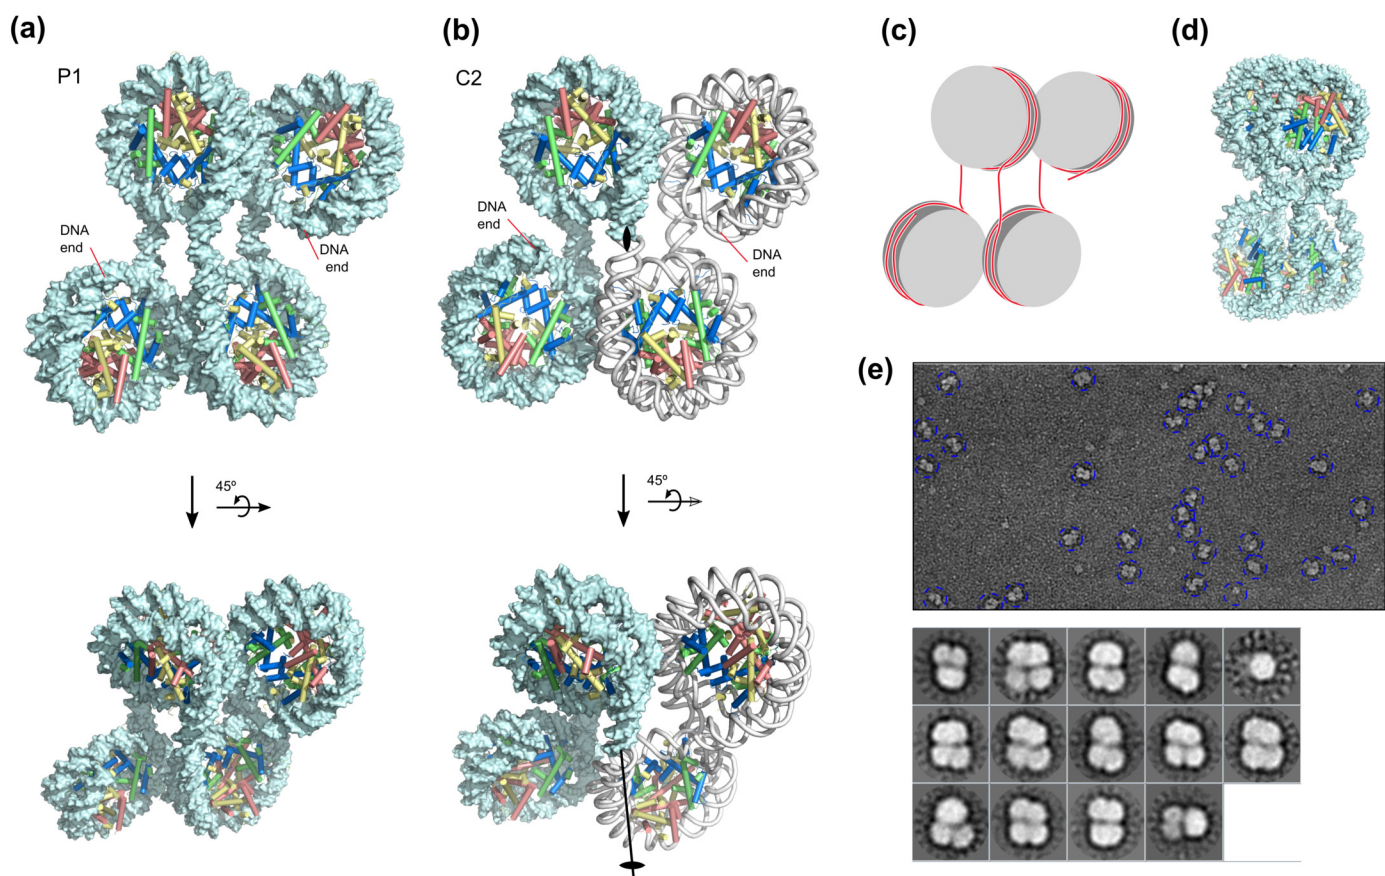 (a)
P1
DNA
end
DNA
end
45º
(b)
C2
DNA
end
DNA
end
45º
(c)
(d)
(e)